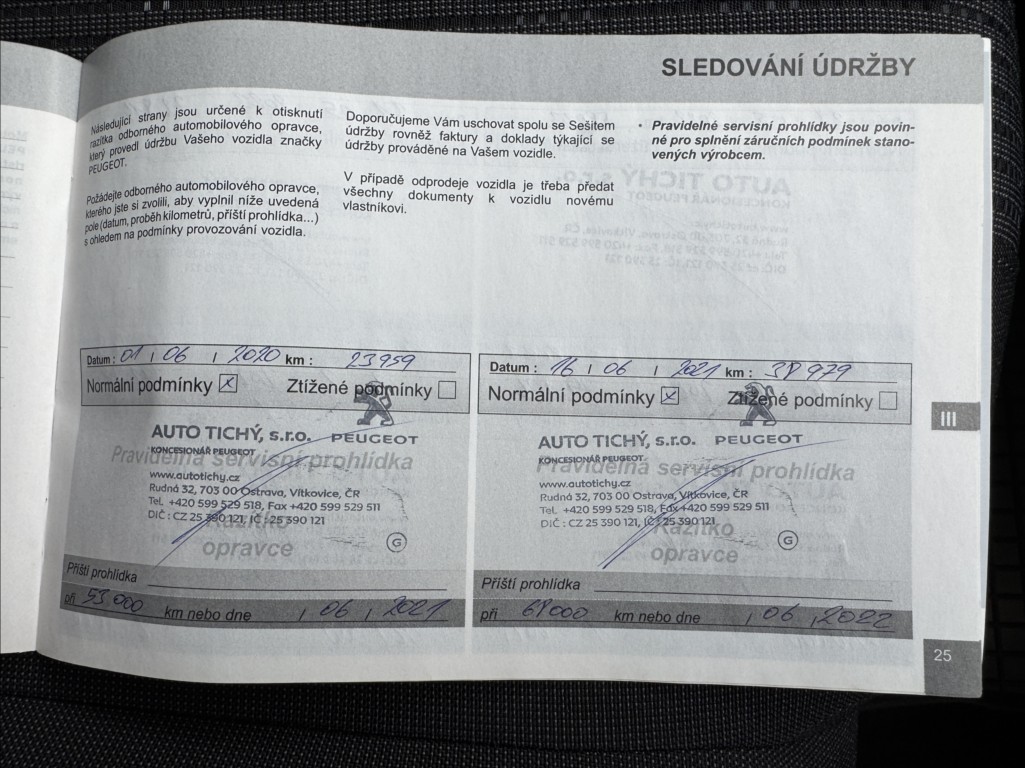 SLEDOVÁNÍ ÚDRŽBY
Následující strany jsou určené k otisknutí
razítka odborného automobilového opravce,
který provedl údržbu Vašeho vozidla značky
PEUGEOT.
Požádejte odborného automobilového opravce,
kterého jste si zvolili, aby vyplnil níže uvedená
pole (datum, proběh kilometrů, příští prohlídka...)
s ohledem na podmínky provozování vozidla.
Doporučujeme Vám uschovat spolu se Sešitem
údržby rovněž faktury a doklady týkající se
údržby prováděné na Vašem vozidle.
V případě odprodeje vozidla je třeba předat
všechny dokumenty k vozidlu novému
vlastníkovi.
• Pravidelné servisní prohlídky jsou povin-
né pro splnění záručních podmínek stano-
vených výrobcem.
Datum : 01 / 06 / 2020 km : 23959
Normální podmínky ☒ Ztížené podmínky ☐
AUTO TICHÝ, s.r.o. PEUGEOT
KONCESIONÁŘ PEUGEOT
Pravidelná servisní prohlídka
www.autotichy.cz
Rudná 32, 703 00 Ostrava, Vítkovice, ČR
Tel. +420 599 529 518, Fax +420 599 529 511
DIČ : CZ 25 390 121, IČ : 25 390 121
Razítko
opravce
G
Příští prohlídka
při 53 000 km nebo dne / 06 / 2021
Datum : 16 / 06 / 2021 km : 38 979
Normální podmínky ☒ Ztížené podmínky ☐
AUTO TICHÝ, s.r.o. PEUGEOT
KONCESIONÁŘ PEUGEOT
Pravidelná servisní prohlídka
www.autotichy.cz
Rudná 32, 703 00 Ostrava, Vítkovice, ČR
Tel. +420 599 529 518, Fax +420 599 529 511
DIČ : CZ 25 390 121, IČ : 25 390 121
Razítko
opravce
G
Příští prohlídka
při 68000 km nebo dne / 06 / 2022
III
25